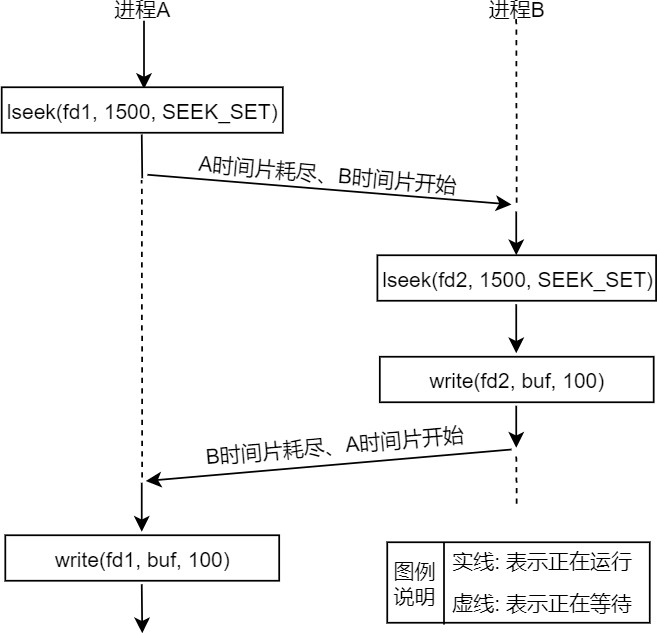 进程A
进程B
lseek(fd1, 1500, SEEK_SET)
A时间片耗尽、B时间片开始
lseek(fd2, 1500, SEEK_SET)
write(fd2, buf, 100)
B时间片耗尽、A时间片开始
write(fd1, buf, 100)
图例
说明
实线: 表示正在运行
虚线: 表示正在等待